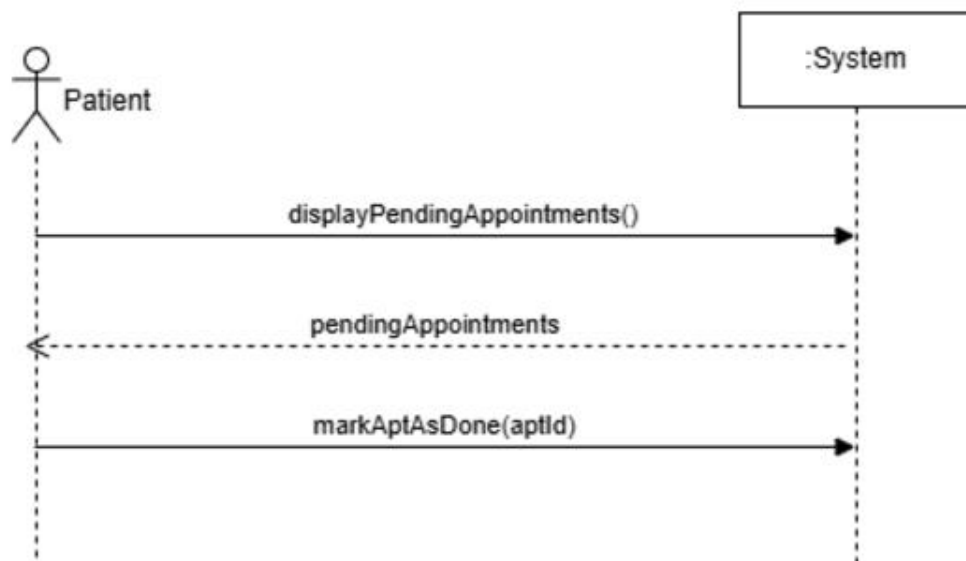 :System
Patient
displayPendingAppointments()
pendingAppointments
markAptAsDone(aptId)